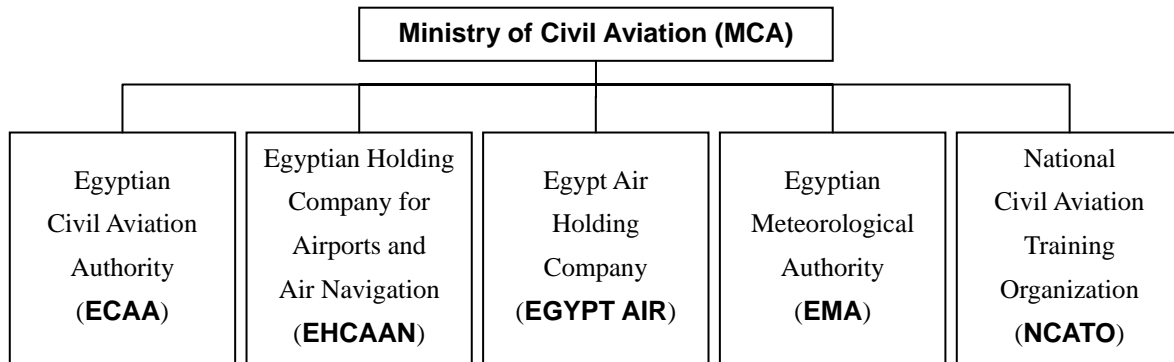 Ministry of Civil Aviation (MCA)
Egyptian
Civil Aviation
Authority
(ECAA)
Egyptian Holding
Company for
Airports and
Air Navigation
(EHCAAN)
Egypt Air
Holding
Company
(EGYPT AIR)
Egyptian
Meteorological
Authority
(EMA)
National
Civil Aviation
Training
Organization
(NCATO)